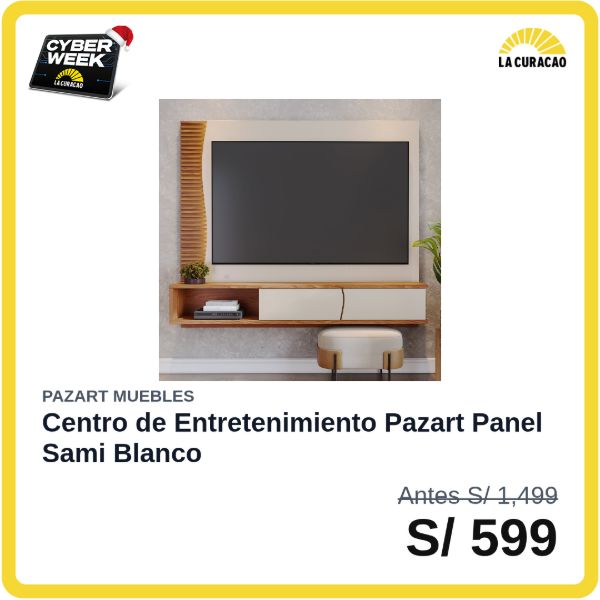 CYBER
WEEK
LA CURACAO
LA CURACAO
PAZART MUEBLES
Centro de Entretenimiento Pazart Panel
Sami Blanco
Antes S/ 1,499
S/ 599